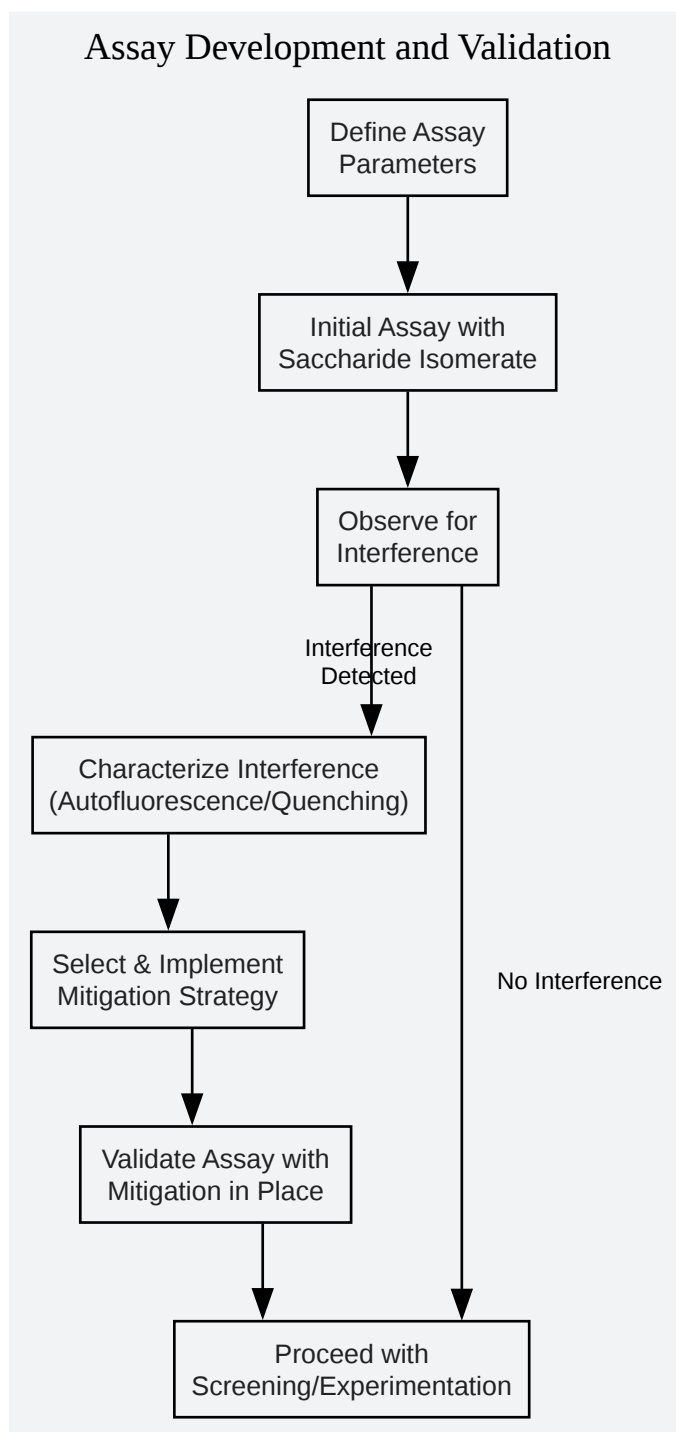 Assay Development and Validation
Define Assay
Parameters
Initial Assay with
Saccharide Isomerate
Observe for
Interference
Interference
Detected
Characterize Interference
(Autofluorescence/Quenching)
Select & Implement
Mitigation Strategy
No Interference
Validate Assay with
Mitigation in Place
Proceed with
Screening/Experimentation